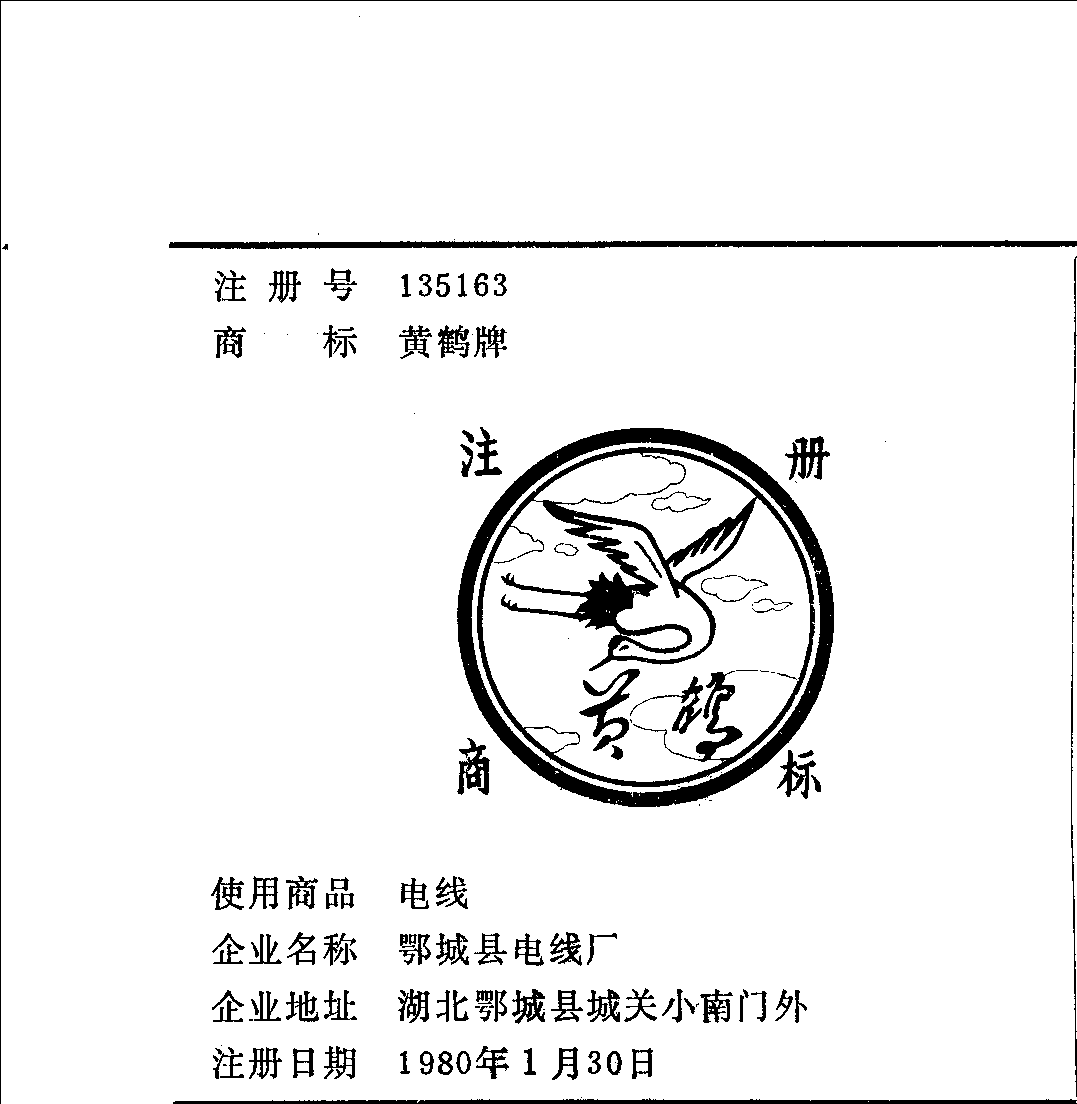 注册号 135163
商标 黄鹤牌
注 册
黄鹤
商 标
使用商品 电线
企业名称 鄂城县电线厂
企业地址 湖北鄂城县城关小南门外
注册日期 1980年1月30日